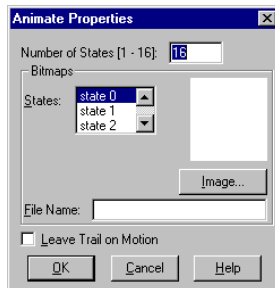 Animate Properties
Number of States [1 - 16]: 16
Bitmaps
States:
state 0
state 1
state 2
Image...
File Name:
Leave Trail on Motion
OK Cancel Help